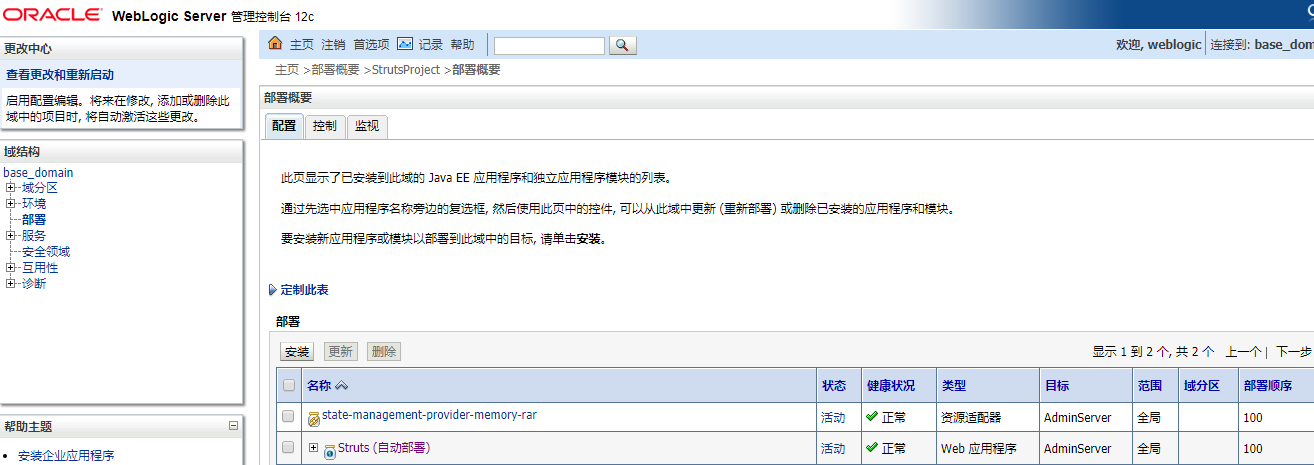 ORACLE WebLogic Server 管理控制台 12c
更改中心
查看更改和重新启动
启用配置编辑。将来在修改, 添加或删除此
域中的项目时, 将自动激活这些更改。
域结构
base_domain
域分区
环境
部署
服务
安全领域
互用性
诊断
帮助主题
安装企业应用程序
主页 注销 首选项 记录 帮助
欢迎, weblogic 连接到: base_dom
主页 >部署概要 >StrutsProject >部署概要
部署概要
配置 控制 监视
此页显示了已安装到此域的 Java EE 应用程序和独立应用程序模块的列表。
通过先选中应用程序名称旁边的复选框, 然后使用此页中的控件, 可以从此域中更新 (重新部署) 或删除已安装的应用程序和模块。
要安装新应用程序或模块以部署到此域中的目标, 请单击安装。
定制此表
部署
安装 更新 删除 显示 1 到 2 个, 共 2 个 上一个 | 下一步
名称 状态 健康状况 类型 目标 范围 域分区 部署顺序
state-management-provider-memory-rar 活动 正常 资源适配器 AdminServer 全局 100
Struts (自动部署) 活动 正常 Web 应用程序 AdminServer 全局 100